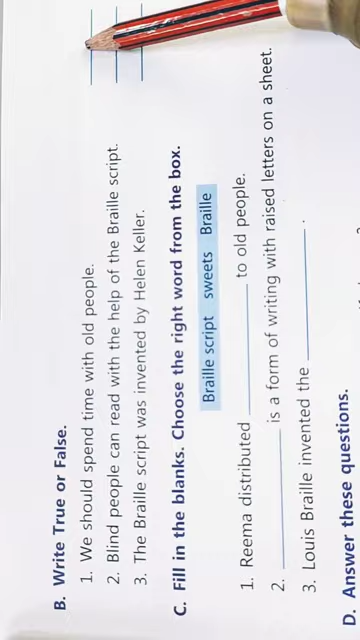 B. Write True or False.
1. We should spend time with old people.
2. Blind people can read with the help of the Braille script.
3. The Braille script was invented by Helen Keller.
C. Fill in the blanks. Choose the right word from the box.
Braille script sweets Braille
1. Reema distributed ________ to old people.
2. ________ is a form of writing with raised letters on a sheet.
3. Louis Braille invented the ________.
D. Answer these questions.